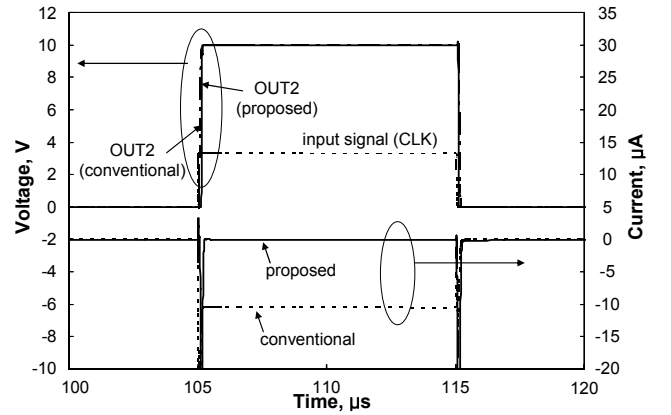 12
10
8
6
4
2
0
-2
-4
-6
-8
-10
Voltage, V
35
30
25
20
15
10
5
0
-5
-10
-15
-20
Current, µA
OUT2
(proposed)
OUT2
(conventional)
input signal (CLK)
proposed
conventional
100
105
110
115
120
Time, µs